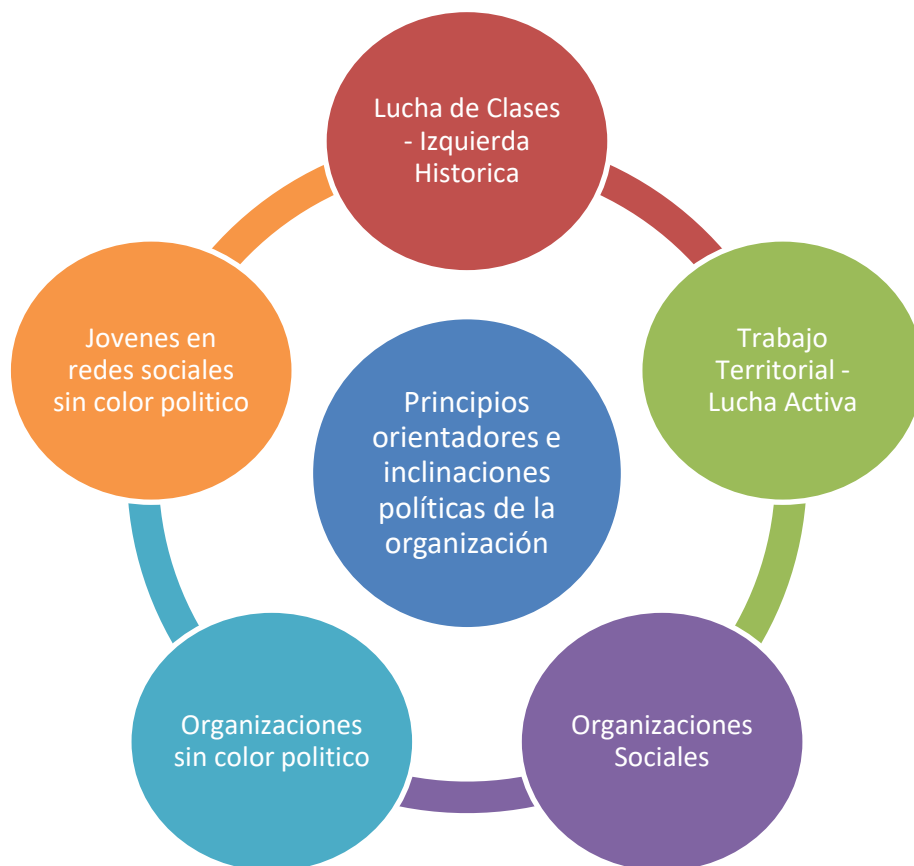 Lucha de Clases
- Izquierda
Historica
Trabajo
Territorial -
Lucha Activa
Organizaciones
Sociales
Organizaciones
sin color politico
Jovenes en
redes sociales
sin color politico
Principios
orientadores e
inclinaciones
políticas de la
organización